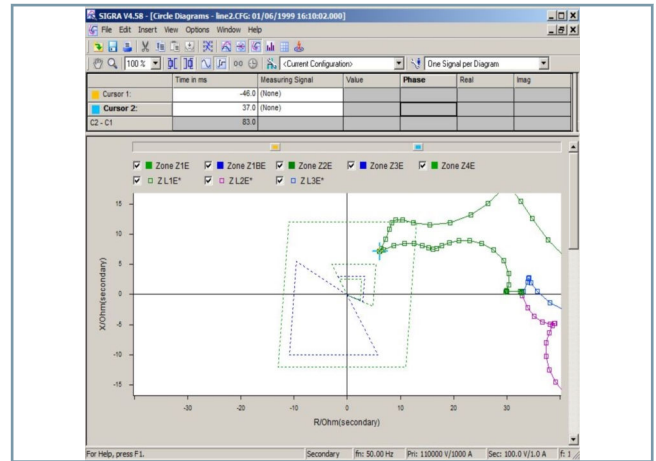 SIGRA V4.58 - [Circle Diagrams - line2.CFG: 01/06/1999 16:10:02.000]
File Edit Insert View Options Window Help
100 % <Current Configuration> One Signal per Diagram
Time in ms Measuring Signal Value Phase Real Imag
Cursor 1: -46.0 (None)
Cursor 2: 37.0 (None)
C2 - C1 83.0
Zone Z1E Zone Z1BE Zone Z2E Zone Z3E Zone Z4E
Z L1E* Z L2E* Z L3E*
15
10
5
0
-5
-10
-15
X/Ohm(secondary)
-30 -20 -10 0 10 20 30
R/Ohm(secondary)
For Help, press F1. Secondary fn: 50.00 Hz Pri: 110000 V/1000 A Sec: 100.0 V/1.0 A